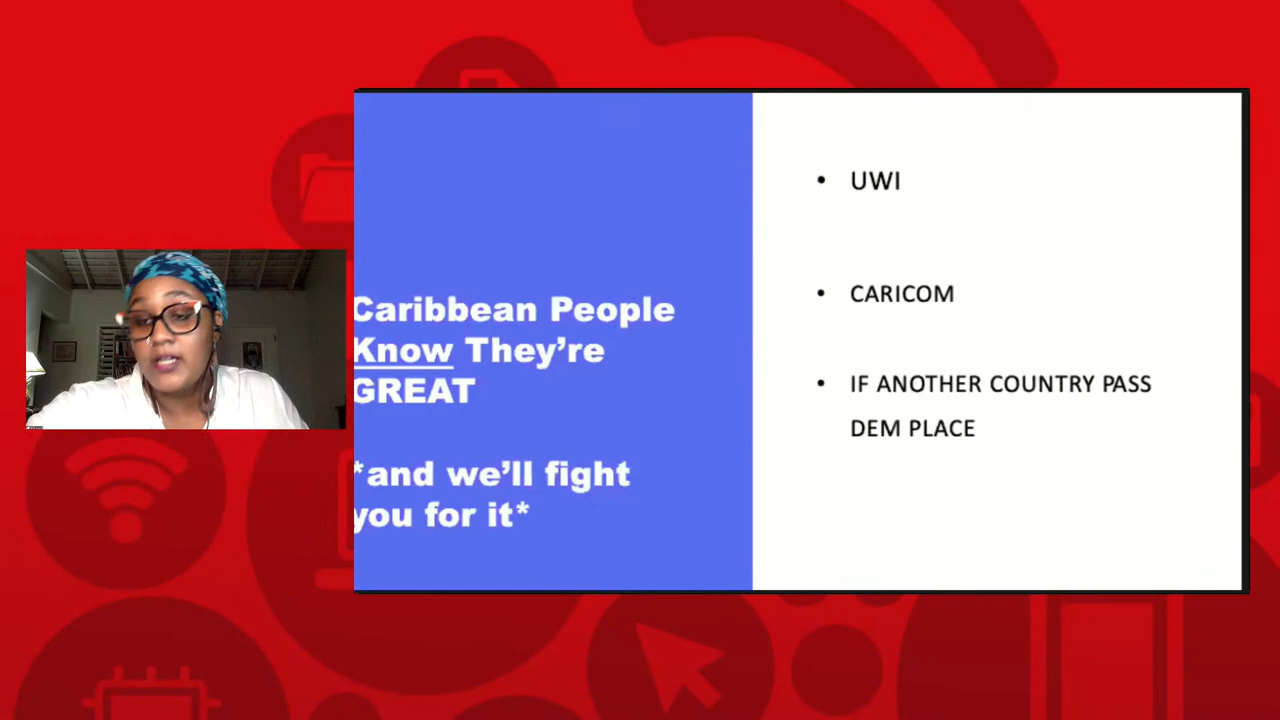 Caribbean People
Know They're
GREAT
*and we'll fight
you for it*
• UWI
• CARICOM
• IF ANOTHER COUNTRY PASS
DEM PLACE